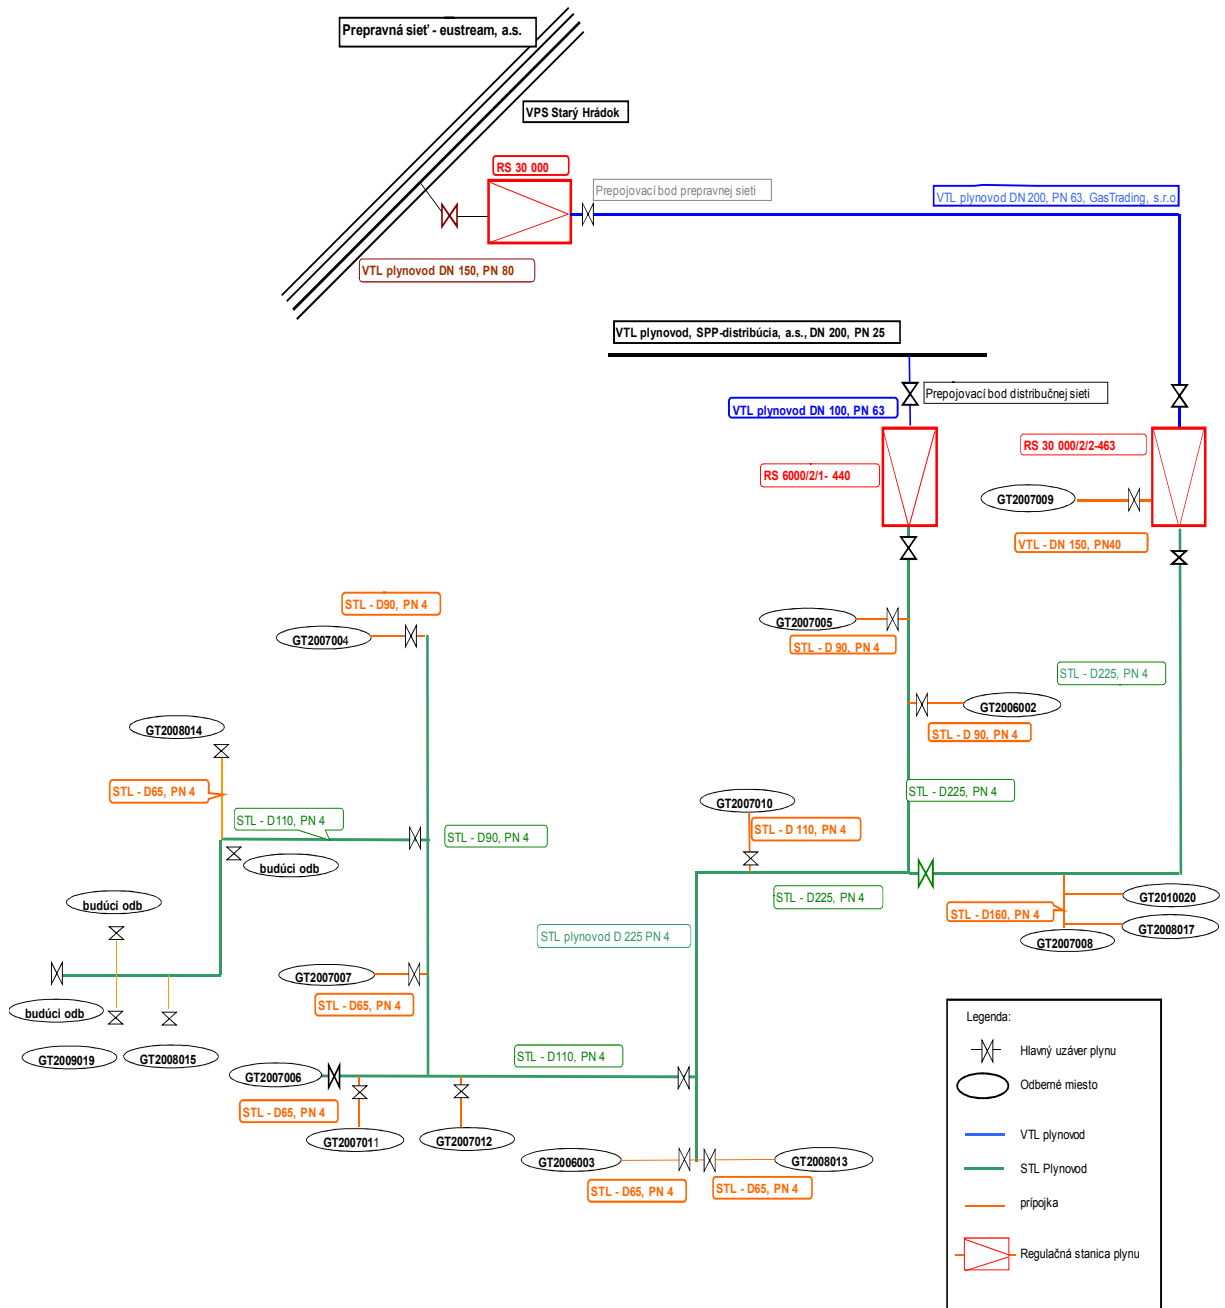 Prepravná sieť - eustream, a.s.
VPS Starý Hrádok
RS 30 000
Prepojovací bod prepravnej sieti
VTL plynovod DN 200, PN 63, GasTrading, s.r.o
VTL plynovod DN 150, PN 80
VTL plynovod, SPP-distribúcia, a.s., DN 200, PN 25
Prepojovací bod distribučnej sieti
VTL plynovod DN 100, PN 63
RS 30 000/2/2-463
RS 6000/2/1- 440
GT2007009
VTL - DN 150, PN40
STL - D90, PN 4
GT2007004
GT2007005
STL - D 90, PN 4
STL - D225, PN 4
GT2006002
STL - D 90, PN 4
GT2008014
STL - D65, PN 4
STL - D110, PN 4
STL - D90, PN 4
budúci odb
GT2007010
STL - D 110, PN 4
STL - D225, PN 4
STL - D225, PN 4
budúci odb
STL plynovod D 225 PN 4
STL - D160, PN 4
GT2010020
GT2008017
GT2007008
GT2007007
STL - D65, PN 4
budúci odb
GT2009019
GT2008015
STL - D110, PN 4
GT2007006
STL - D65, PN 4
GT2007011
GT2007012
GT2006003
GT2008013
STL - D65, PN 4
STL - D65, PN 4
Legenda:
Hlavný uzáver plynu
Odberné miesto
VTL plynovod
STL Plynovod
prípojka
Regulačná stanica plynu